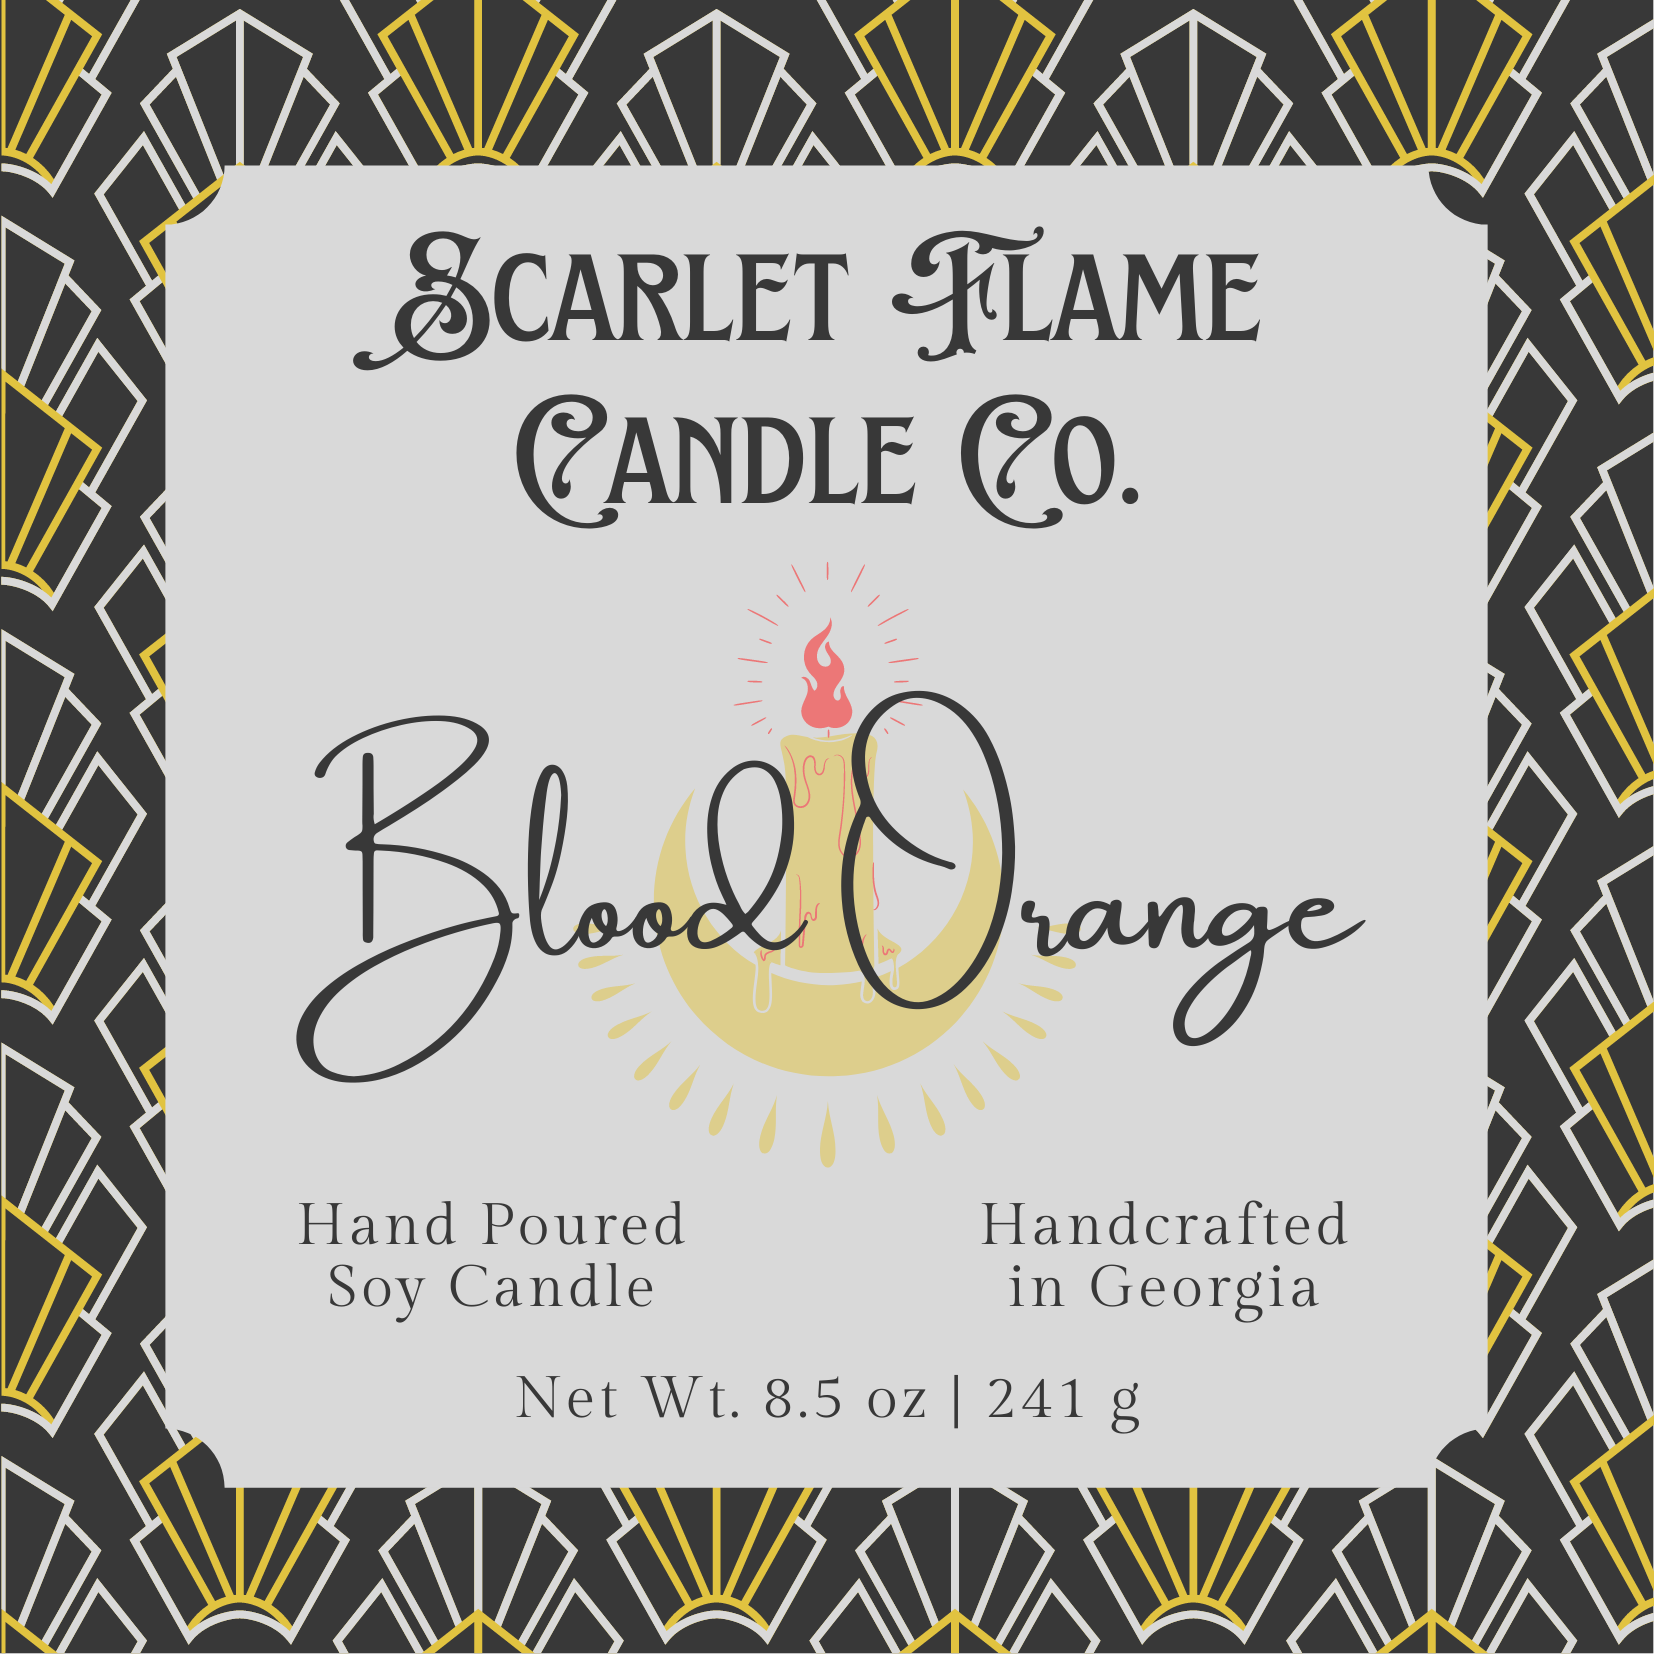 Scarlet Flame
Candle Co.
Blood Orange
Hand Poured
Soy Candle
Handcrafted
in Georgia
Net Wt. 8.5 oz | 241 g